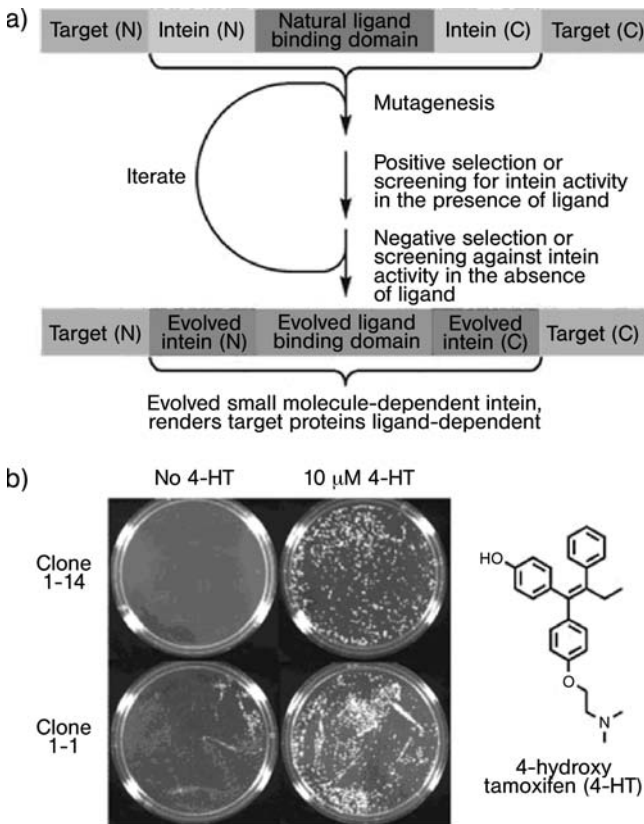 a)
Target (N) Intein (N) Natural ligand binding domain Intein (C) Target (C)
Mutagenesis
Iterate
Positive selection or
screening for intein activity
in the presence of ligand
Negative selection or
screening against intein
activity in the absence
of ligand
Target (N) Evolved intein (N) Evolved ligand binding domain Evolved intein (C) Target (C)
Evolved small molecule-dependent intein,
renders target proteins ligand-dependent
b)
No 4-HT 10 μM 4-HT
Clone
1-14
Clone
1-1
HO
O
N
4-hydroxy
tamoxifen (4-HT)